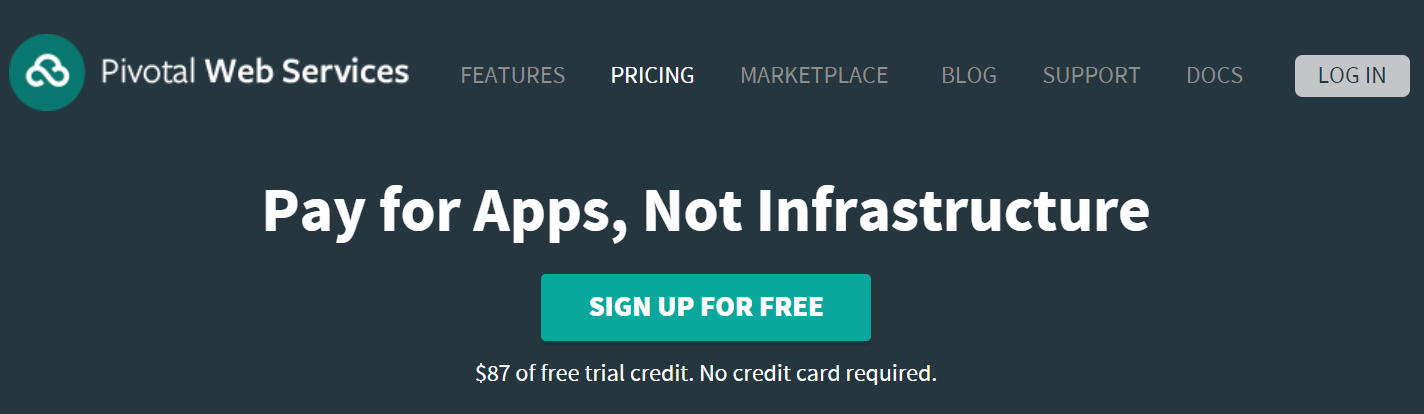 Pivotal Web Services FEATURES PRICING MARKETPLACE BLOG SUPPORT DOCS LOG IN
Pay for Apps, Not Infrastructure
SIGN UP FOR FREE
$87 of free trial credit. No credit card required.